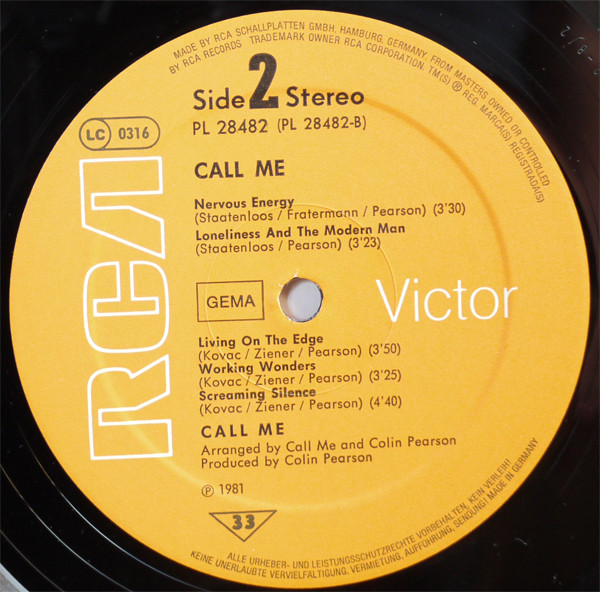 MADE BY RCA SCHALLPLATTEN GMBH, HAMBURG, GERMANY, FROM MASTERS OWNED OR CONTROLLED
BY RCA RECORDS TRADEMARK OWNER RCA CORPORATION. TM(S) ® REG. MARCA(S) REGISTRADA(S)
Side 2 Stereo
PL 28482 (PL 28482-B)
LC 0316
CALL ME
Nervous Energy
(Staatenloos / Fratermann / Pearson) (3'30)
Loneliness And The Modern Man
(Staatenloos / Pearson) (3'23)
RCA
GEMA
Victor
Living On The Edge
(Kovac / Ziener / Pearson) (3'50)
Working Wonders
(Kovac / Ziener / Pearson) (3'25)
Screaming Silence
(Kovac / Ziener / Pearson) (4'40)
CALL ME
Arranged by Call Me and Colin Pearson
Produced by Colin Pearson
℗ 1981
33
ALLE URHEBER- UND LEISTUNGSSCHUTZRECHTE VORBEHALTEN, KEIN VERLEIH!
KEINE UNERLAUBTE VERVIELFÄLTIGUNG, VERMIETUNG, AUFFÜHRUNG, SENDUNG! MADE IN GERMANY